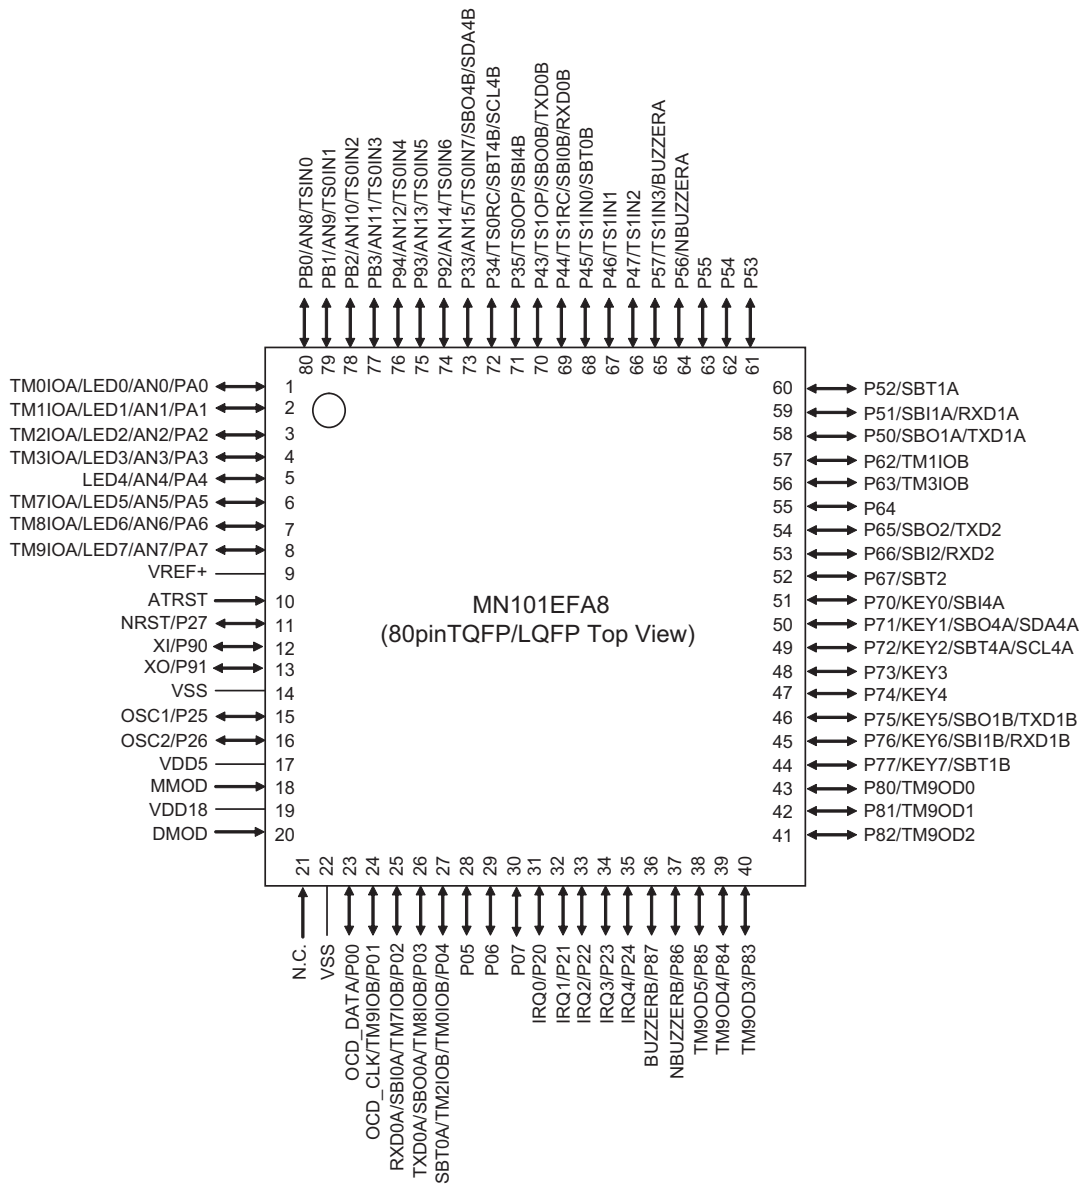 PB0/AN8/TSIN0
PB1/AN9/TS0IN1
PB2/AN10/TS0IN2
PB3/AN11/TS0IN3
P94/AN12/TS0IN4
P93/AN13/TS0IN5
P92/AN14/TS0IN6
P33/AN15/TS0IN7/SBO4B/SDA4B
P34/TS0RC/SBT4B/SCL4B
P35/TS0OP/SBI4B
P43/TS1OP/SBO0B/TXD0B
P44/TS1RC/SBI0B/RXD0B
P45/TS1IN0/SBT0B
P46/TS1IN1
P47/TS1IN2
P57/TS1IN3/BUZZERA
P56/NBUZZERA
P55
P54
P53
80 79 78 77 76 75 74 73 72 71 70 69 68 67 66 65 64 63 62 61
TM0IOA/LED0/AN0/PA0 1
TM1IOA/LED1/AN1/PA1 2
TM2IOA/LED2/AN2/PA2 3
TM3IOA/LED3/AN3/PA3 4
LED4/AN4/PA4 5
TM7IOA/LED5/AN5/PA5 6
TM8IOA/LED6/AN6/PA6 7
TM9IOA/LED7/AN7/PA7 8
VREF+ 9
ATRST 10
NRST/P27 11
XI/P90 12
XO/P91 13
VSS 14
OSC1/P25 15
OSC2/P26 16
VDD5 17
MMOD 18
VDD18 19
DMOD 20
MN101EFA8
(80pinTQFP/LQFP Top View)
60 P52/SBT1A
59 P51/SBI1A/RXD1A
58 P50/SBO1A/TXD1A
57 P62/TM1IOB
56 P63/TM3IOB
55 P64
54 P65/SBO2/TXD2
53 P66/SBI2/RXD2
52 P67/SBT2
51 P70/KEY0/SBI4A
50 P71/KEY1/SBO4A/SDA4A
49 P72/KEY2/SBT4A/SCL4A
48 P73/KEY3
47 P74/KEY4
46 P75/KEY5/SBO1B/TXD1B
45 P76/KEY6/SBI1B/RXD1B
44 P77/KEY7/SBT1B
43 P80/TM9OD0
42 P81/TM9OD1
41 P82/TM9OD2
21 22 23 24 25 26 27 28 29 30 31 32 33 34 35 36 37 38 39 40
N.C.
VSS
OCD_DATA/P00
OCD_CLK/TM9IOB/P01
RXD0A/SBI0A/TM7IOB/P02
TXD0A/SBO0A/TM8IOB/P03
SBT0A/TM2IOB/TM0IOB/P04
P05
P06
P07
IRQ0/P20
IRQ1/P21
IRQ2/P22
IRQ3/P23
IRQ4/P24
BUZZERB/P87
NBUZZERB/P86
TM9OD5/P85
TM9OD4/P84
TM9OD3/P83